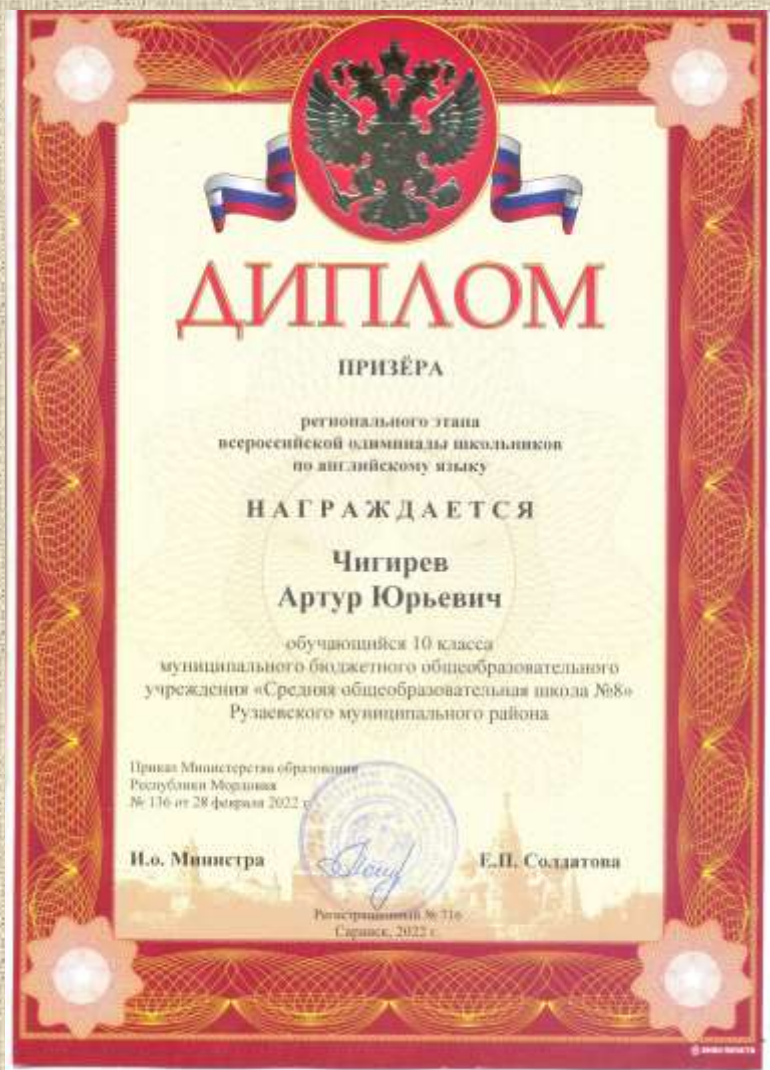 ДИПЛОМ
ПРИЗЁРА
регионального этапа
всероссийской олимпиады школьников
по английскому языку
НАГРАЖДАЕТСЯ
Чигирев
Артур Юрьевич
обучающийся 10 класса
муниципального бюджетного общеобразовательного
учреждения «Средняя общеобразовательная школа №8»
Рузаевского муниципального района
Приказ Министерства образования
Республики Мордовия
№ 136 от 28 февраля 2022 г.
И.о. Министра
Е.П. Солдатова
Регистрационный № 316
Саранск, 2022 г.